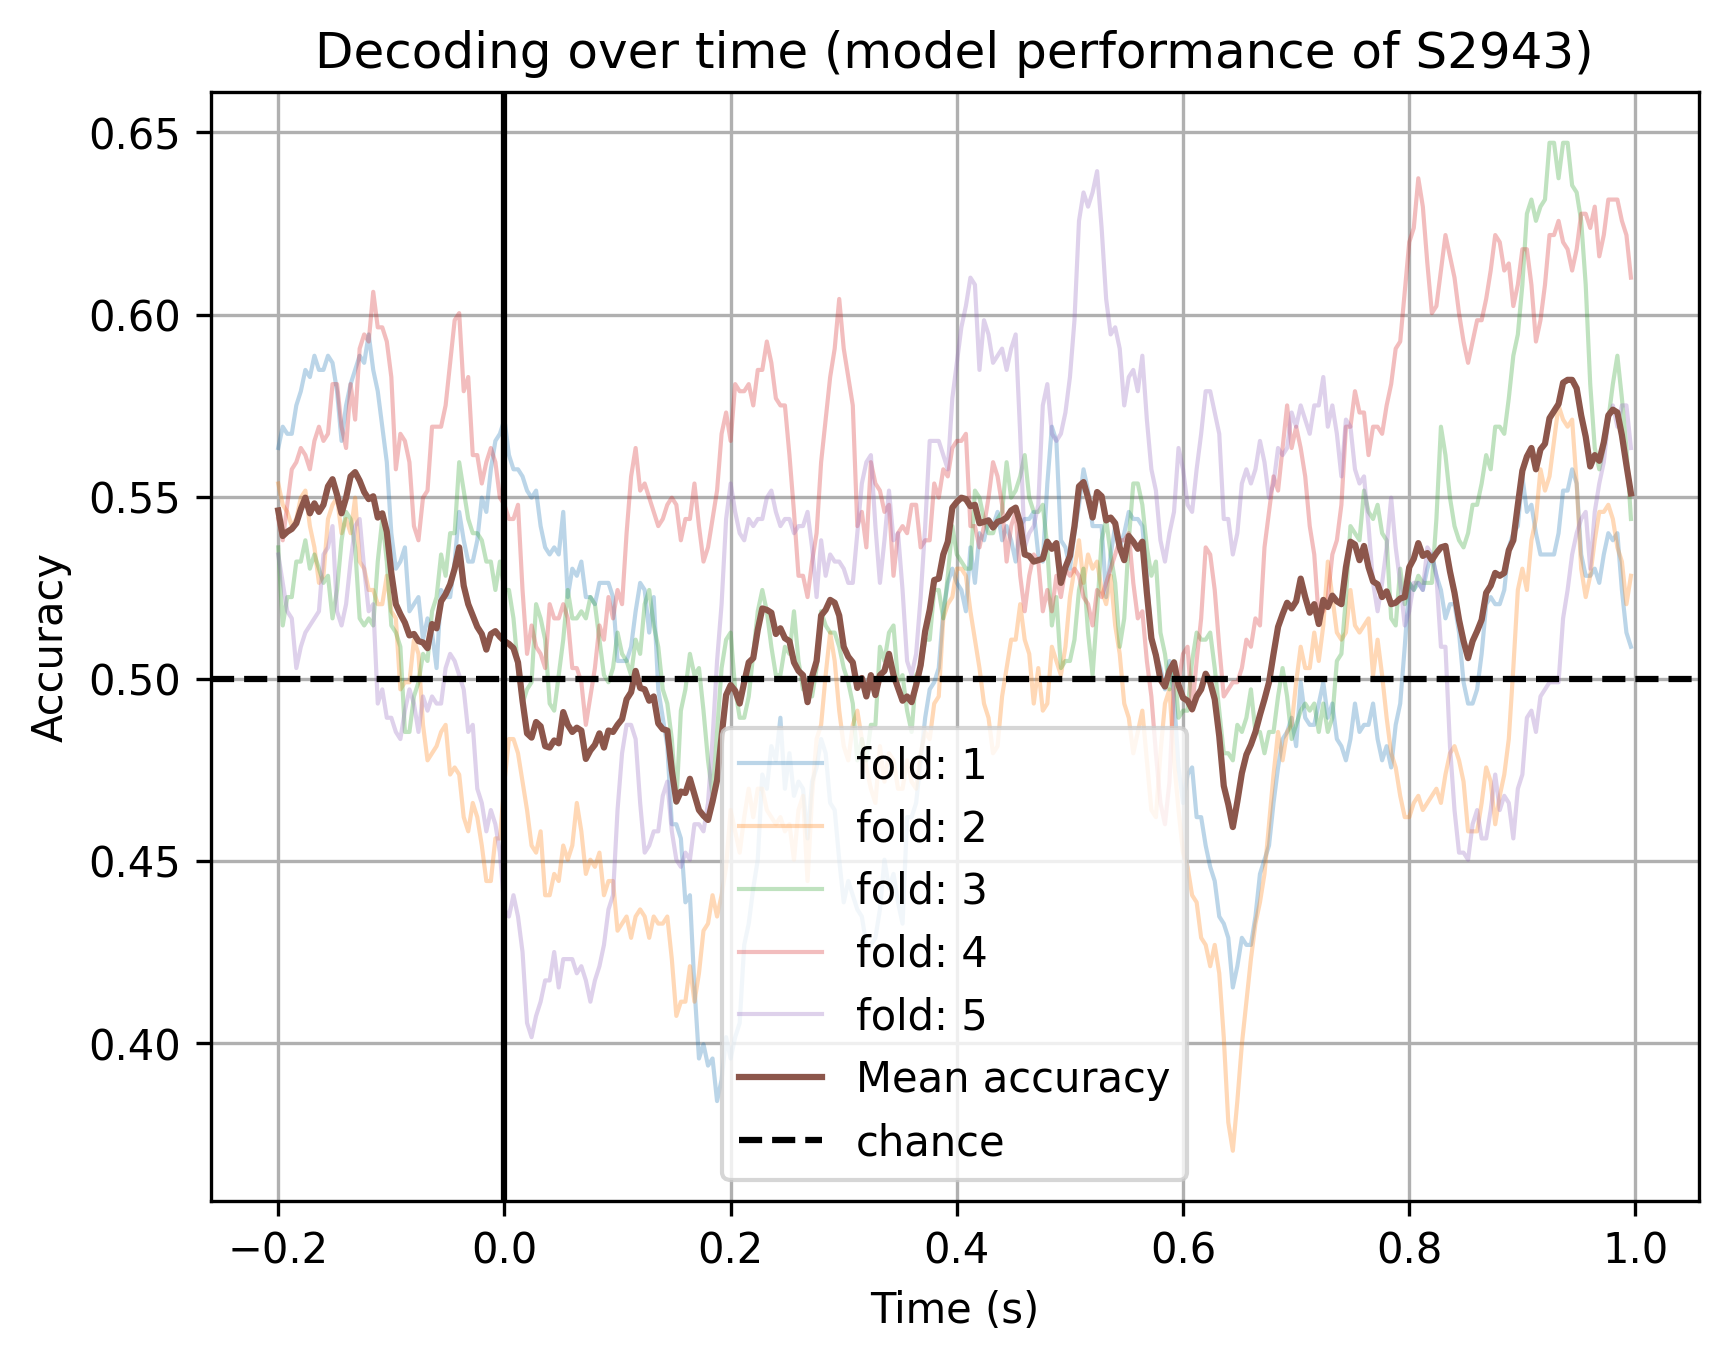 Decoding over time (model performance of S2943)
Accuracy
0.65
0.60
0.55
0.50
0.45
0.40
fold: 1
fold: 2
fold: 3
fold: 4
fold: 5
Mean accuracy
chance
−0.2
0.0
0.2
0.4
0.6
0.8
1.0
Time (s)